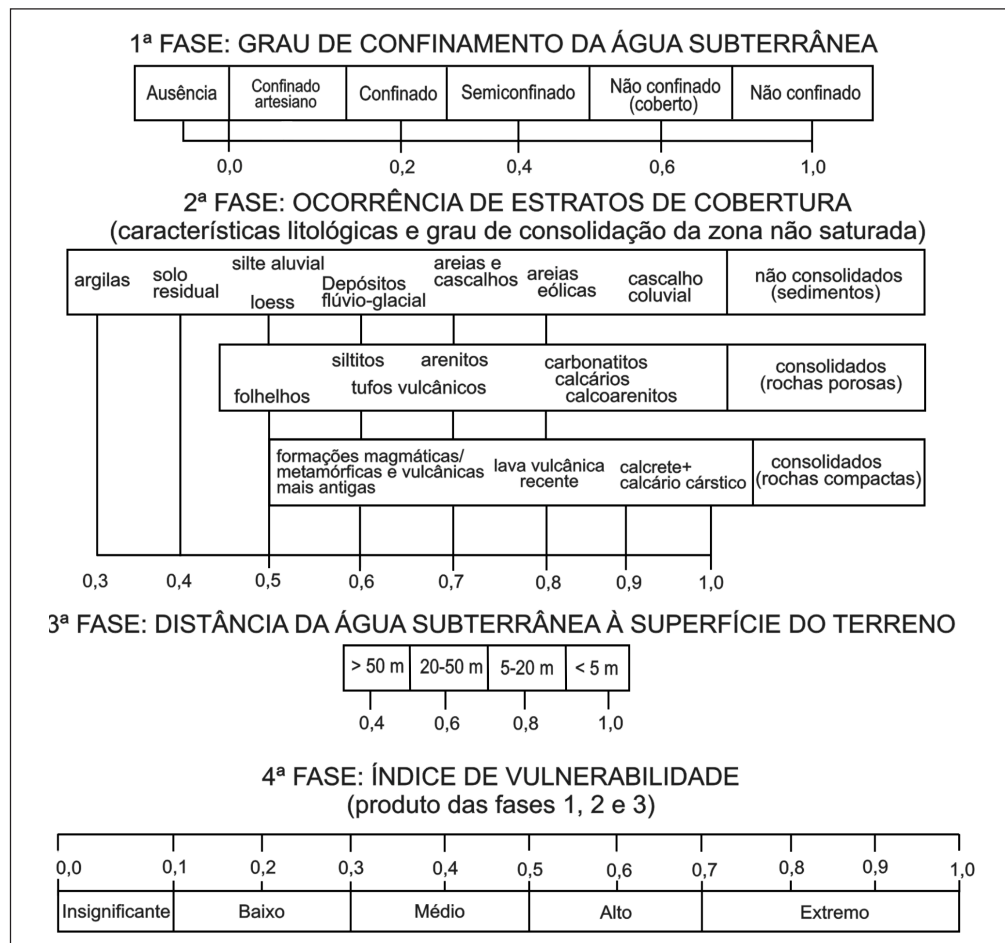 1ª FASE: GRAU DE CONFINAMENTO DA ÁGUA SUBTERRÂNEA
Ausência
Confinado
artesiano
Confinado
Semiconfinado
Não confinado
(coberto)
Não confinado
0,0 0,2 0,4 0,6 1,0
2ª FASE: OCORRÊNCIA DE ESTRATOS DE COBERTURA
(características litológicas e grau de consolidação da zona não saturada)
argilas
solo
residual
silte aluvial
loess
Depósitos
flúvio-glacial
areias e
cascalhos
areias
eólicas
cascalho
coluvial
não consolidados
(sedimentos)
folhelhos
siltitos
tufos vulcânicos
arenitos
carbonatitos
calcários
calcoarenitos
consolidados
(rochas porosas)
formações magmáticas/
metamórficas e vulcânicas
mais antigas
lava vulcânica
recente
calcrete+
calcário cárstico
consolidados
(rochas compactas)
0,3 0,4 0,5 0,6 0,7 0,8 0,9 1,0
3ª FASE: DISTÂNCIA DA ÁGUA SUBTERRÂNEA À SUPERFÍCIE DO TERRENO
> 50 m 20-50 m 5-20 m < 5 m
0,4 0,6 0,8 1,0
4ª FASE: ÍNDICE DE VULNERABILIDADE
(produto das fases 1, 2 e 3)
0,0 0,1 0,2 0,3 0,4 0,5 0,6 0,7 0,8 0,9 1,0
Insignificante Baixo Médio Alto Extremo